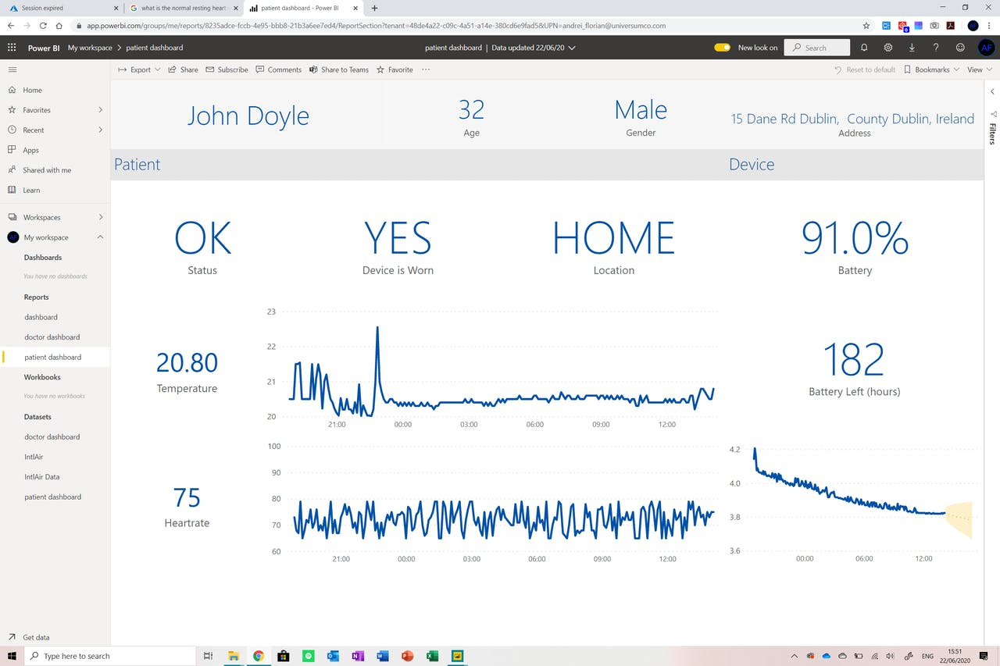 Session expired
what is the normal resting heart
patient dashboard - Power BI
app.powerbi.com/groups/me/reports/8235adce-fccb-4e95-bbb8-21b3a6ee7ed4/ReportSection?tenant=48de4a22-c09c-4a51-a14e-380cd6e9fad5&UPN=andrei_florian@universumco.com
Power BI My workspace > patient dashboard
patient dashboard | Data updated 22/06/20
New look on
Search
AF
Export
Share
Subscribe
Comments
Share to Teams
Favorite
Reset to default
Bookmarks
View
Home
Favorites
Recent
Apps
Shared with me
Learn
Workspaces
AF My workspace
Dashboards
You have no dashboards
Reports
dashboard
doctor dashboard
patient dashboard
Workbooks
You have no workbooks
Datasets
doctor dashboard
IntlAir
IntlAir Data
patient dashboard
Get data
John Doyle
32
Age
Male
Gender
15 Dane Rd Dublin, County Dublin, Ireland
Address
Filters
Patient
Device
OK
Status
YES
Device is Worn
HOME
Location
91.0%
Battery
20.80
Temperature
23
22
21
20
21:00 00:00 03:00 06:00 09:00 12:00
182
Battery Left (hours)
75
Heartrate
100
90
80
70
60
21:00 00:00 03:00 06:00 09:00 12:00
4.2
4.0
3.8
3.6
00:00 06:00 12:00
Type here to search
ENG
15:51
22/06/2020